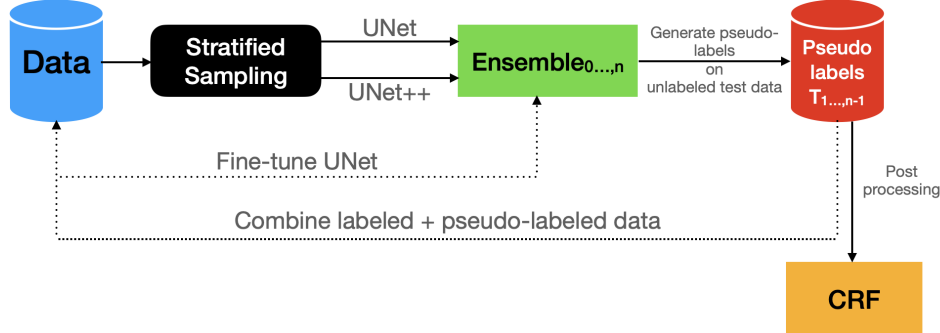 Data
Stratified
Sampling
UNet
UNet++
Ensemble0...,n
Generate pseudo-
labels
on
unlabeled test data
Pseudo
labels
T1...,n-1
Fine-tune UNet
Combine labeled + pseudo-labeled data
Post
processing
CRF